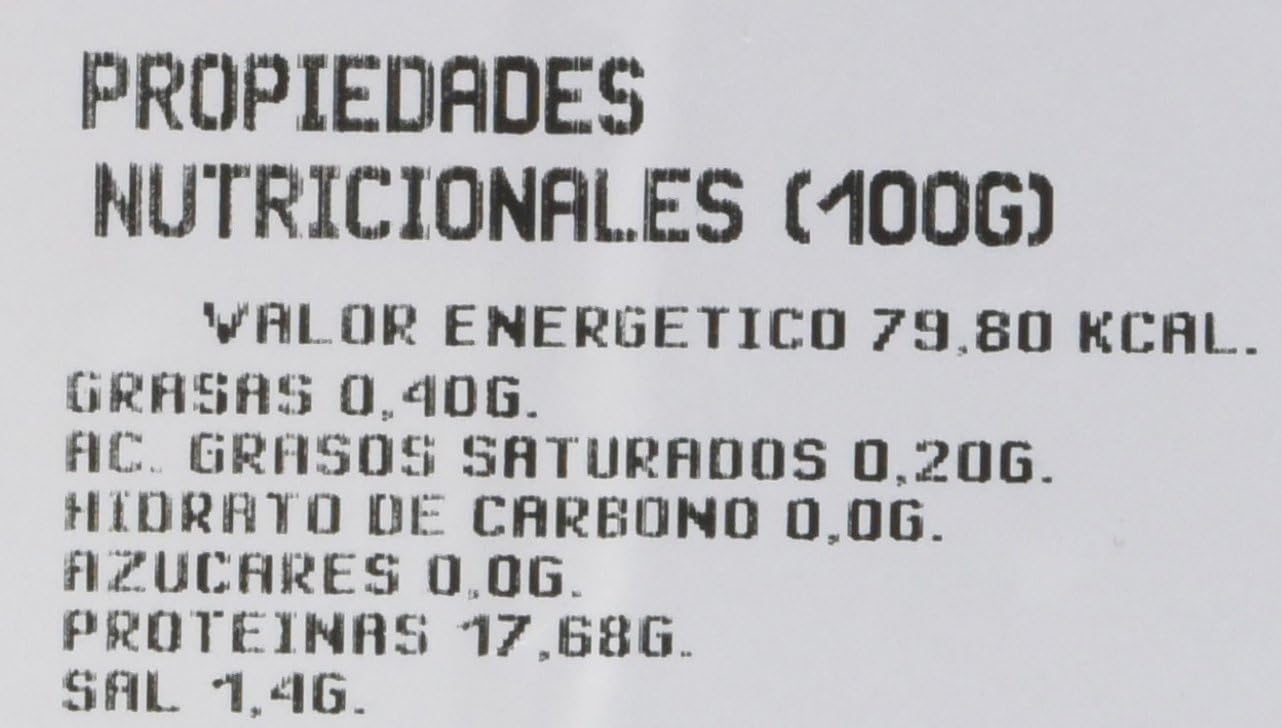 PROPIEDADES
NUTRICIONALES (100G)
VALOR ENERGETICO 79,80 KCAL.
GRASAS 0,40G.
AC. GRASOS SATURADOS 0,20G.
HIDRATO DE CARBONO 0,0G.
AZUCARES 0,0G.
PROTEINAS 17,68G.
SAL 1,4G.